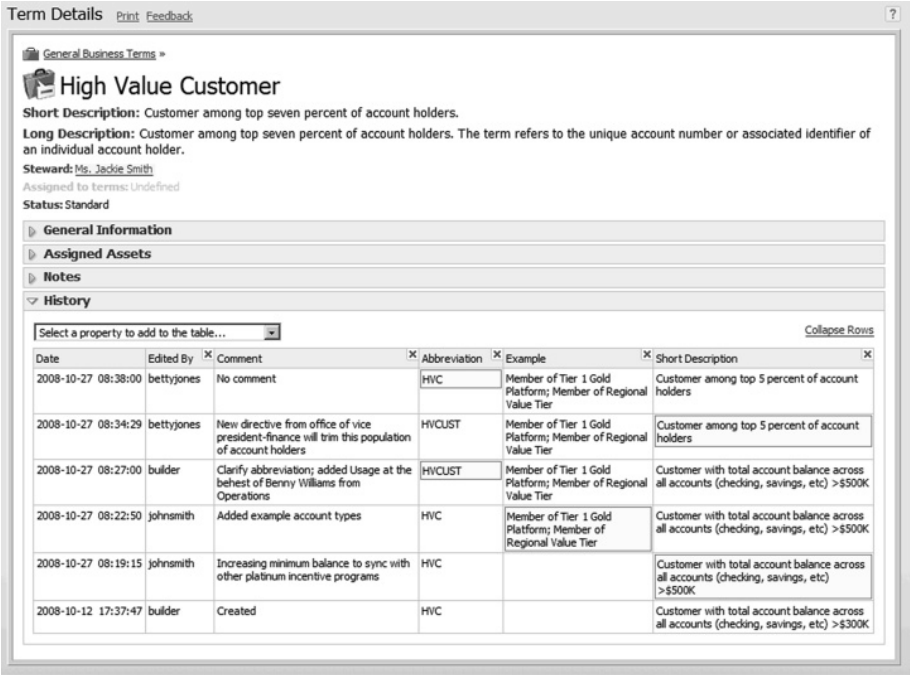 Term Details Print Feedback ?
General Business Terms »
High Value Customer
Short Description: Customer among top seven percent of account holders.
Long Description: Customer among top seven percent of account holders. The term refers to the unique account number or associated identifier of
an individual account holder.
Steward: Ms. Jackie Smith
Assigned to terms: Undefined
Status: Standard
General Information
Assigned Assets
Notes
History
Select a property to add to the table... Collapse Rows
Date Edited By Comment Abbreviation Example Short Description
2008-10-27 08:38:00 bettyjones No comment HVC Member of Tier 1 Gold Customer among top 5 percent of account
Platform; Member of Regional holders
Value Tier
2008-10-27 08:34:29 bettyjones New directive from office of vice HVCUST Member of Tier 1 Gold Customer among top 5 percent of account
president-finance will trim this population Platform; Member of Regional holders
of account holders Value Tier
2008-10-27 08:27:00 builder Clarify abbreviation; added Usage at the HVCUST Member of Tier 1 Gold Customer with total account balance across
behest of Benny Williams from Platform; Member of Regional all accounts (checking, savings, etc) >$500K
Operations Value Tier
2008-10-27 08:22:50 johnsmith Added example account types HVC Member of Tier 1 Gold Customer with total account balance across
Platform; Member of all accounts (checking, savings, etc) >$500K
Regional Value Tier
2008-10-27 08:19:15 johnsmith Increasing minimum balance to sync with HVC Customer with total account balance across
other platinum incentive programs all accounts (checking, savings, etc)
>$500K
2008-10-12 17:37:47 builder Created HVC Customer with total account balance across
all accounts (checking, savings, etc) >$300K